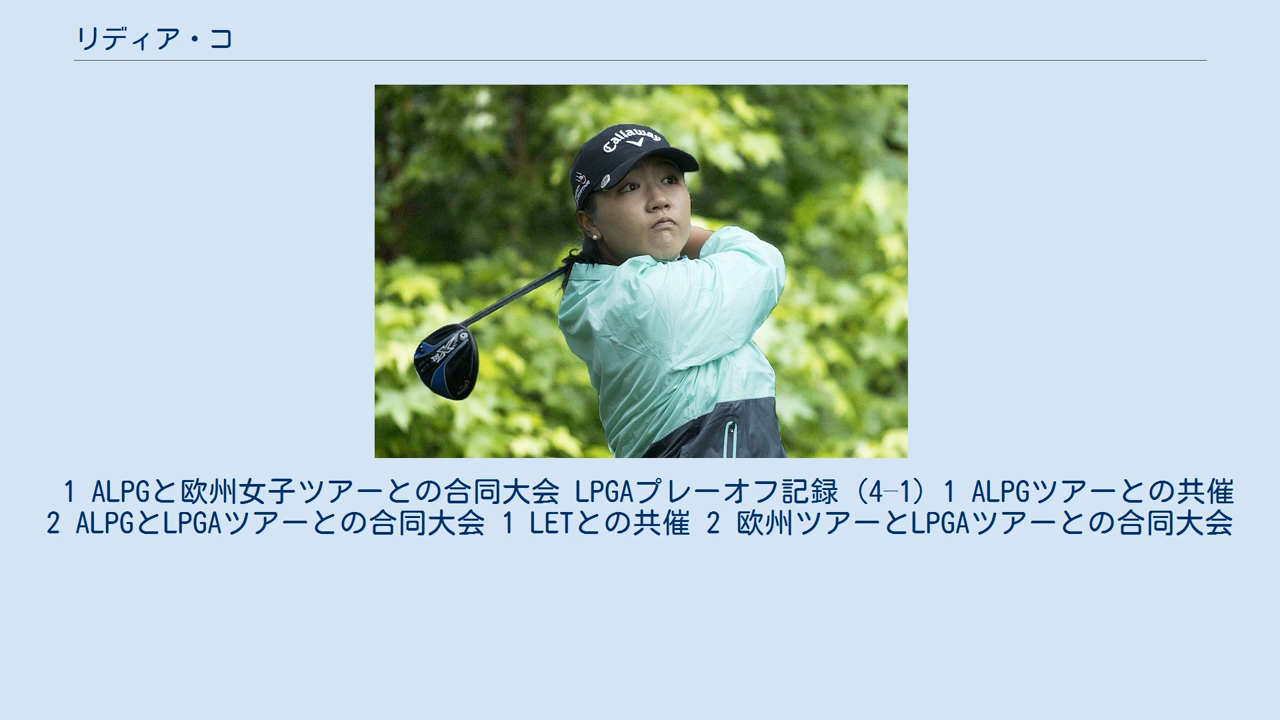 リディア・コ
Callaway
1 ALPGと欧州女子ツアーとの合同大会 LPGAプレーオフ記録（4–1）1 ALPGツアーとの共催
2 ALPGとLPGAツアーとの合同大会 1 LETとの共催 2 欧州ツアーとLPGAツアーとの合同大会